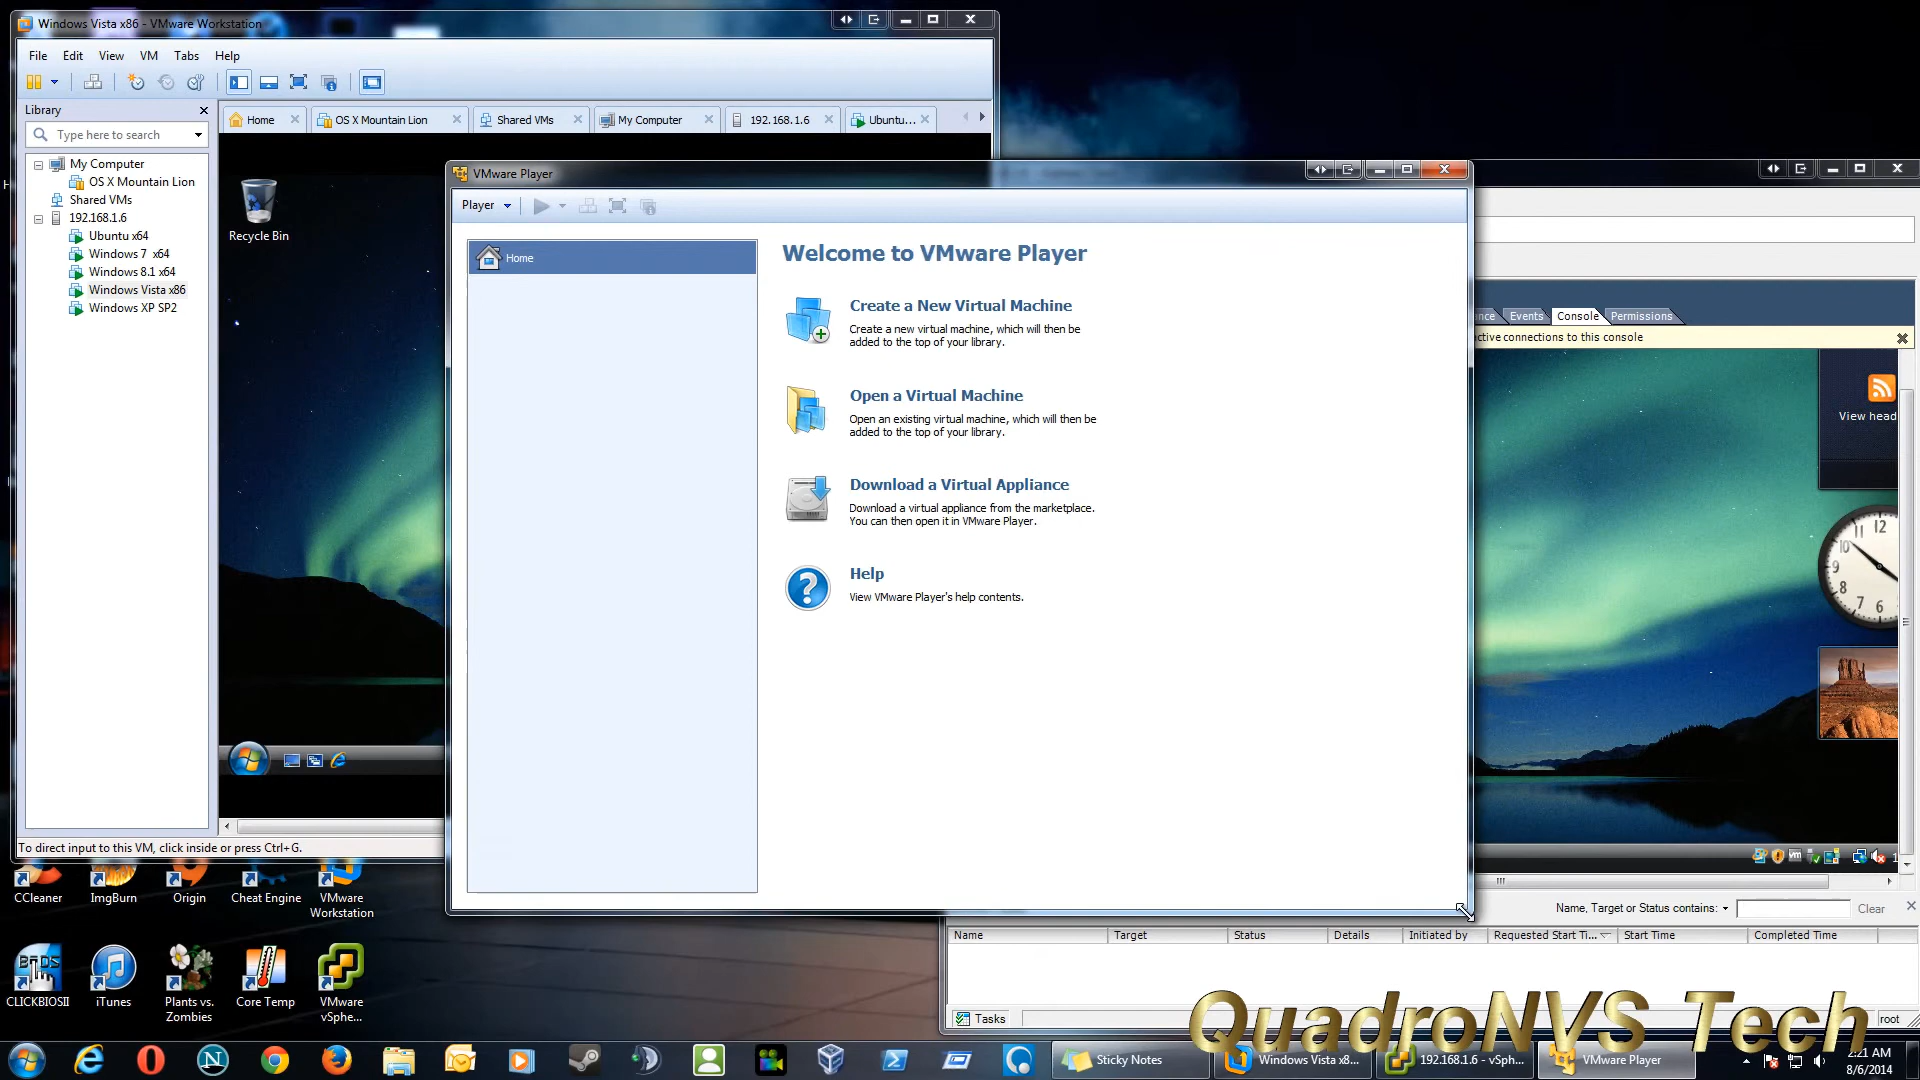 Windows Vista x86 - VMware Workstation
File Edit View VM Tabs Help
Library
Type here to search
Home
OS X Mountain Lion
Shared VMs
My Computer
192.168.1.6
Ubuntu...
My Computer
OS X Mountain Lion
Shared VMs
192.168.1.6
Ubuntu x64
Windows 7 x64
Windows 8.1 x64
Windows Vista x86
Windows XP SP2
Recycle Bin
To direct input to this VM, click inside or press Ctrl+G.
VMware Player
Player
Home
Welcome to VMware Player
Create a New Virtual Machine
Create a new virtual machine, which will then be
added to the top of your library.
Open a Virtual Machine
Open an existing virtual machine, which will then be
added to the top of your library.
Download a Virtual Appliance
Download a virtual appliance from the marketplace.
You can then open it in VMware Player.
Help
View VMware Player's help contents.
nce Events Console Permissions
ctive connections to this console
View head
12
11
10
9
8
7
6
Name, Target or Status contains:
Clear
Name Target Status Details Initiated by Requested Start Ti... Start Time Completed Time
Tasks
root
CCleaner
ImgBurn
Origin
Cheat Engine
VMware
Workstation
CLICKBIOSII
iTunes
Plants vs.
Zombies
Core Temp
VMware
vSphe...
QuadroNVS Tech
Sticky Notes
Windows Vista x8...
192.168.1.6 - vSph...
VMware Player
2:21 AM
8/6/2014